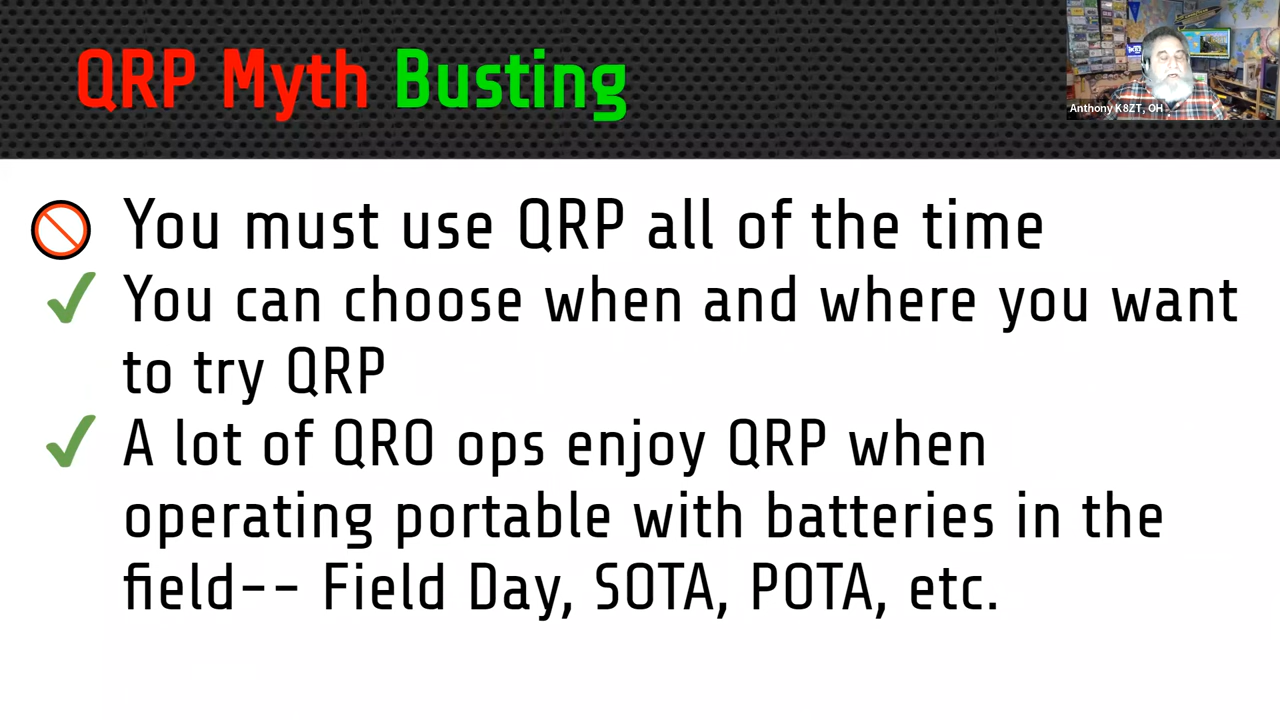 QRP Myth Busting
Anthony K8ZT, OH
You must use QRP all of the time
You can choose when and where you want
to try QRP
A lot of QRO ops enjoy QRP when
operating portable with batteries in the
field-- Field Day, SOTA, POTA, etc.